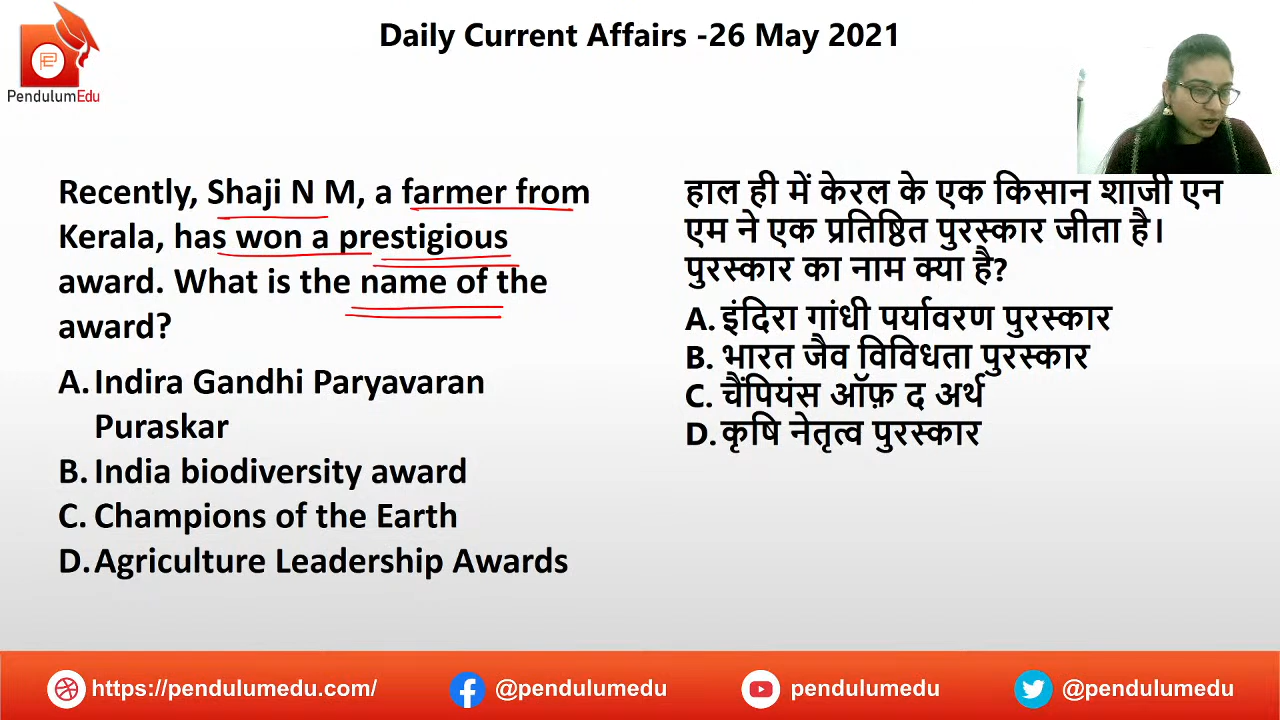 Daily Current Affairs -26 May 2021
PE
PendulumEdu
Recently, Shaji N M, a farmer from
Kerala, has won a prestigious
award. What is the name of the
award?
A. Indira Gandhi Paryavaran
Puraskar
B. India biodiversity award
C. Champions of the Earth
D. Agriculture Leadership Awards
हाल ही में केरल के एक किसान शाजी एन
एम ने एक प्रतिष्ठित पुरस्कार जीता है।
पुरस्कार का नाम क्या है?
A. इंदिरा गांधी पर्यावरण पुरस्कार
B. भारत जैव विविधता पुरस्कार
C. चैंपियंस ऑफ़ द अर्थ
D. कृषि नेतृत्व पुरस्कार
https://pendulumedu.com/
@pendulumedu
pendulumedu
@pendulumedu